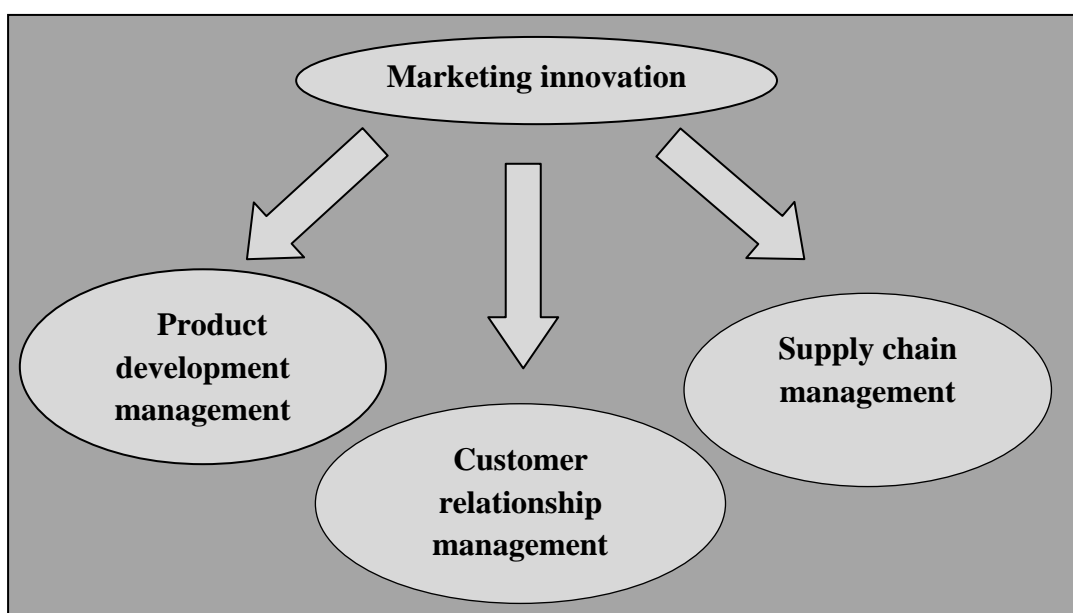 Marketing innovation
Product
development
management
Customer
relationship
management
Supply chain
management